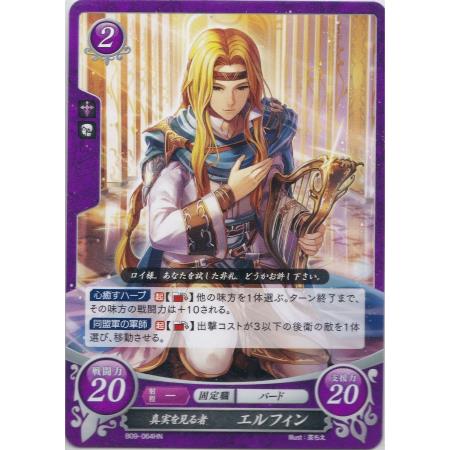 2
ロイ様。あなたを試した非礼、どうかお許し下さい。
心癒すハープ 起【】他の味方を1体選ぶ。ターン終了まで、
その味方の戦闘力は+10される。
同盟軍の軍師 起【】出撃コストが3以下の後衛の敵を1体
選び、移動させる。
戦闘力 20
射程 一 固定職 バード
支援力 20
真実を見る者 エルフィン
B09-064HN
Illust:茶ちえ